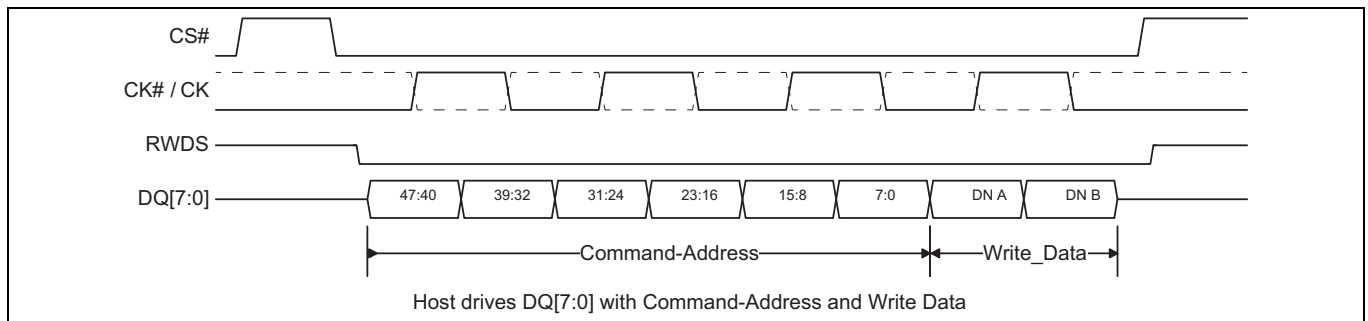 CS#
CK# / CK
RWDS
DQ[7:0]
47:40 39:32 31:24 23:16 15:8 7:0 DN A DN B
Command-Address Write_Data
Host drives DQ[7:0] with Command-Address and Write Data